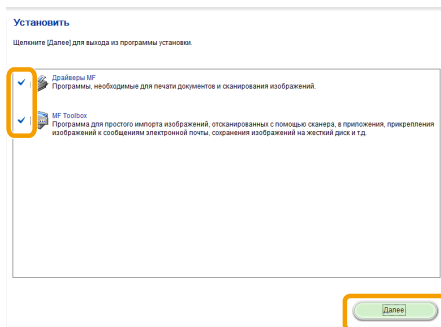 Установить
Щелкните [Далее] для выхода из программы установки.
Драйверы MF
Программы, необходимые для печати документов и сканирования изображений.
MF Toolbox
Программа для простого импорта изображений, отсканированных с помощью сканера, в приложения, прикрепления
изображений к сообщениям электронной почты, сохранения изображений на жесткий диск и т.д.
Далее